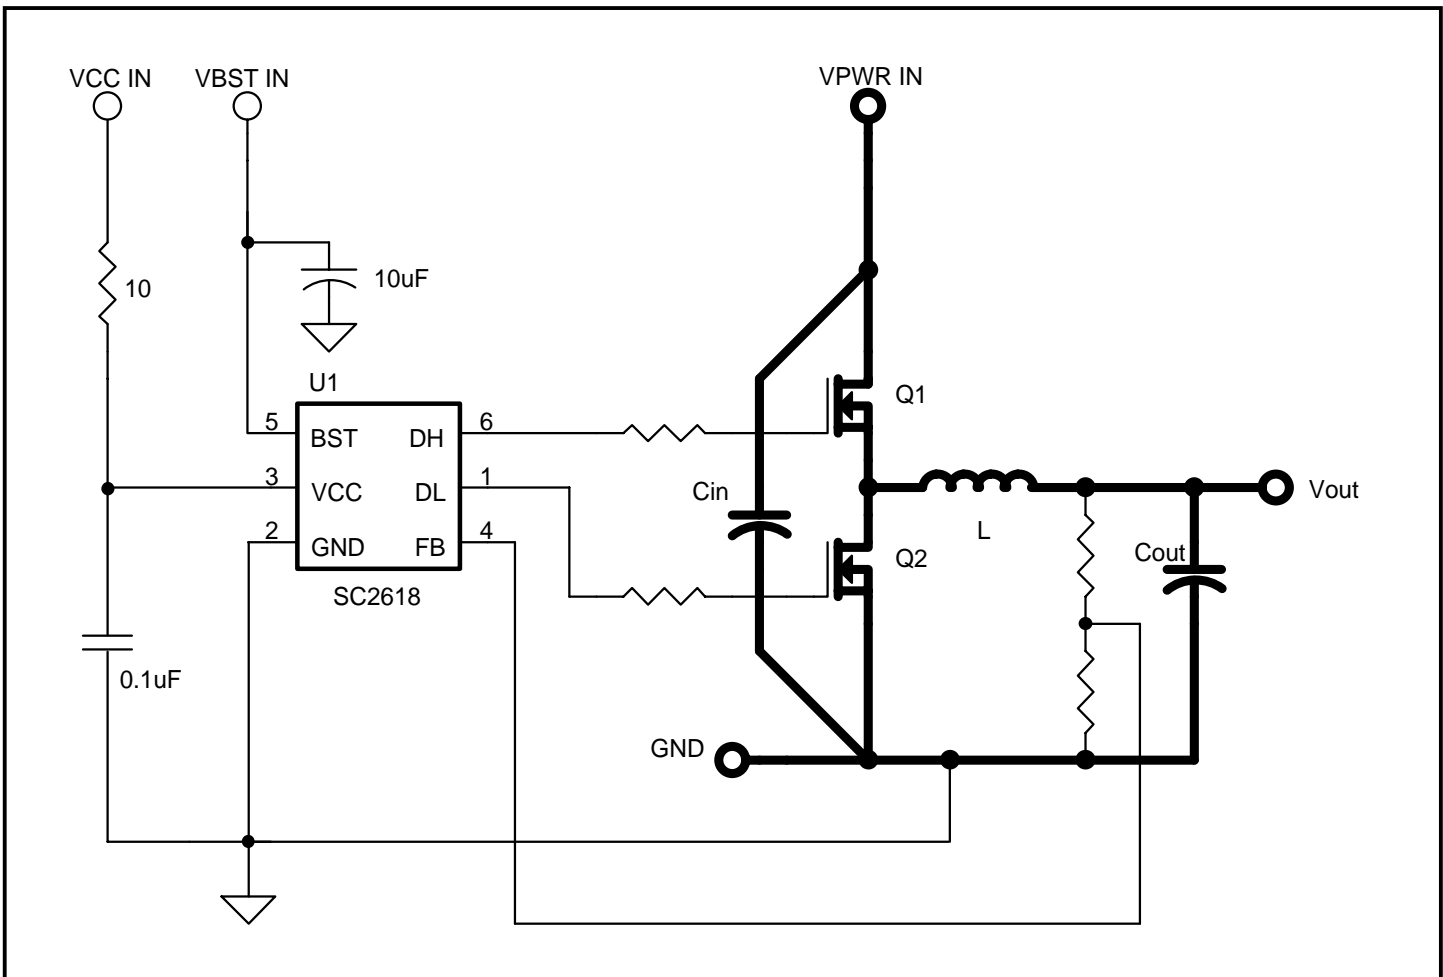 VCC IN
VBST IN
VPWR IN
10
10uF
U1
Q1
5
BST
DH
6
3
VCC
DL
1
2
GND
FB
4
SC2618
Cin
L
Vout
Q2
Cout
0.1uF
GND